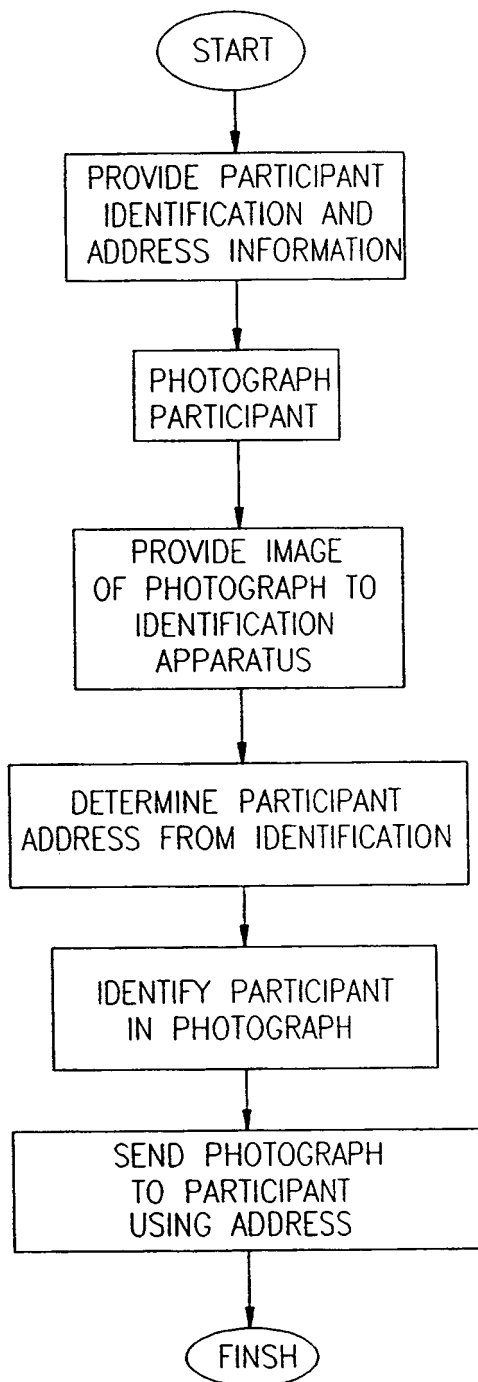 START
PROVIDE PARTICIPANT
IDENTIFICATION AND
ADDRESS INFORMATION
PHOTOGRAPH
PARTICIPANT
PROVIDE IMAGE
OF PHOTOGRAPH TO
IDENTIFICATION
APPARATUS
DETERMINE PARTICIPANT
ADDRESS FROM IDENTIFICATION
IDENTIFY PARTICIPANT
IN PHOTOGRAPH
SEND PHOTOGRAPH
TO PARTICIPANT
USING ADDRESS
FINSH